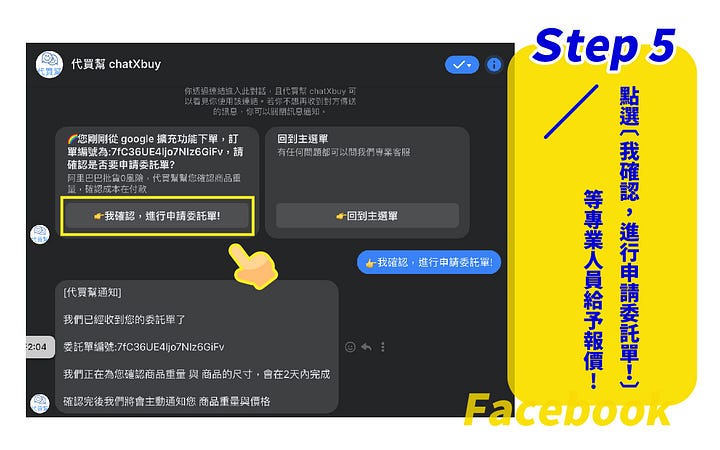 Step 5
點選〔我確認，進行申請委託單！〕
等專業人員給予報價！
Facebook
代買幫 chatXbuy
你透過連結進入此對話，且代買幫 chatXbuy 可
以看見你使用該連結。若你不想再收到對方傳送
的訊息，你可以關閉訊息通知。
🌈您剛剛從 google 擴充功能下單，訂
單編號為:7fC36UE4ljo7NIz6GiFv，請
確認是否要申請委託單?
阿里巴巴批貨0風險，代買幫幫您確認商品重
量，確認成本在付款
👉我確認，進行申請委託單!
回到主選單
有任何問題都可以問我們專業客服
👉回到主選單
👍我確認，進行申請委託單!
[代買幫通知]
我們已經收到您的委託單了
委託單編號:7fC36UE4ljo7NIz6GiFv
我們正在為您確認商品重量 與 商品的尺寸，會在2天內完成
確認完後我們將會主動通知您 商品重量與價格
2:04